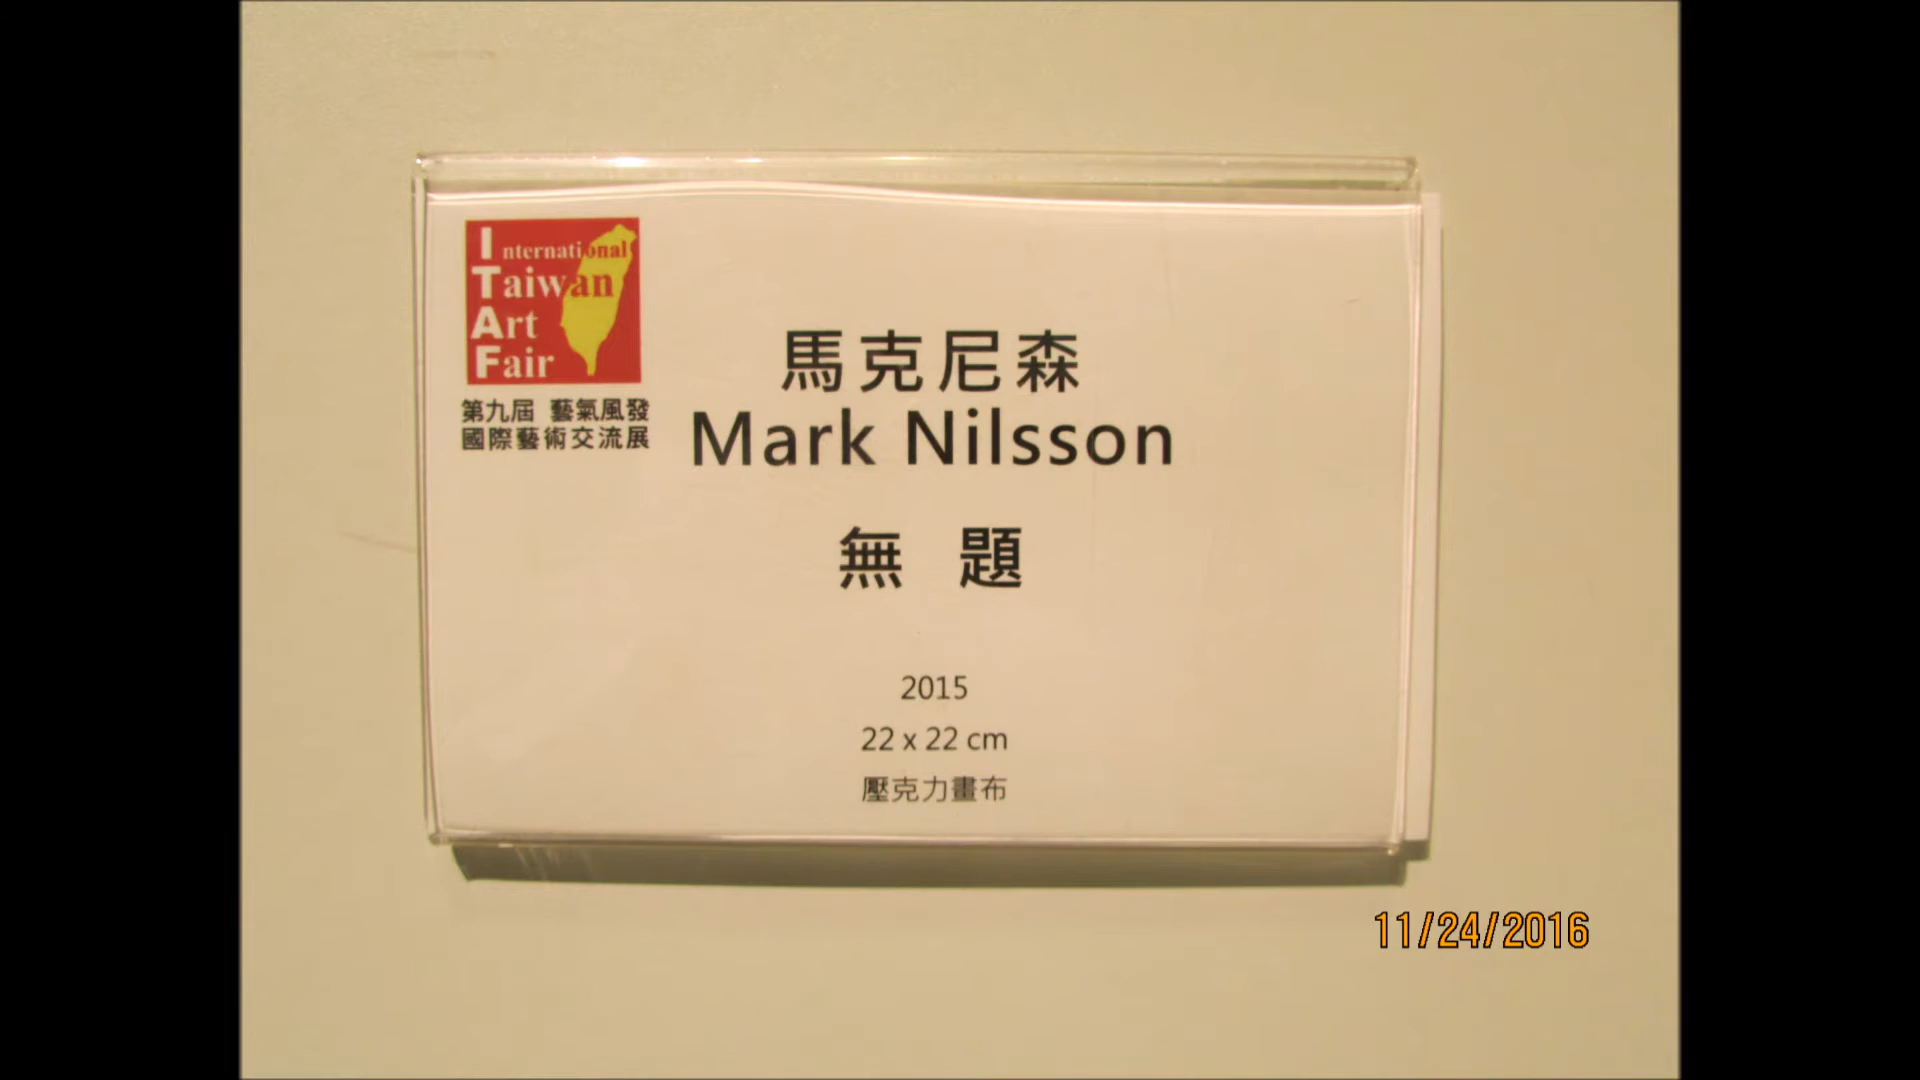 International
Taiwan
Art
Fair
第九屆 藝氣風發
國際藝術交流展
馬克尼森
Mark Nilsson
無 題
2015
22 x 22 cm
壓克力畫布
11/24/2016